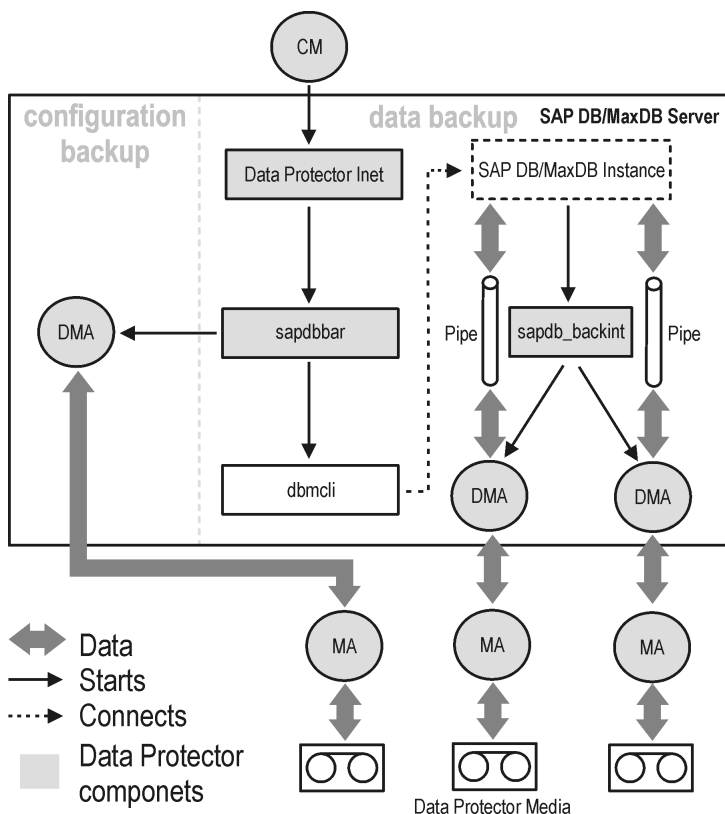 CM
configuration
backup
data backup
SAP DB/MaxDB Server
Data Protector Inet
SAP DB/MaxDB Instance
DMA
sapdbbar
Pipe
sapdb_backint
Pipe
dbmcli
DMA
DMA
MA
MA
MA
Data
Starts
Connects
Data Protector
componets
Data Protector Media